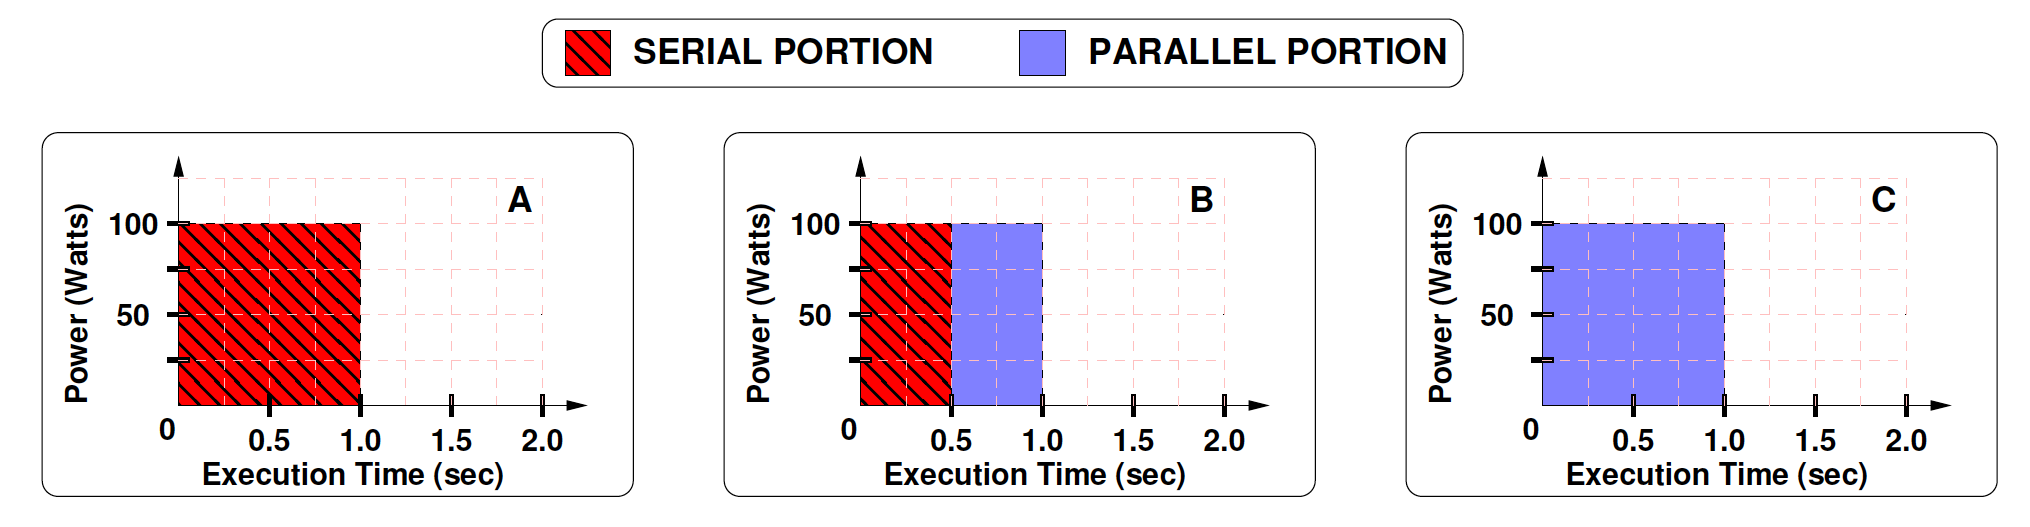 SERIAL PORTION PARALLEL PORTION
A
100
50
0
0.5 1.0 1.5 2.0
Execution Time (sec)
Power (Watts)
B
100
50
0
0.5 1.0 1.5 2.0
Execution Time (sec)
Power (Watts)
C
100
50
0
0.5 1.0 1.5 2.0
Execution Time (sec)
Power (Watts)